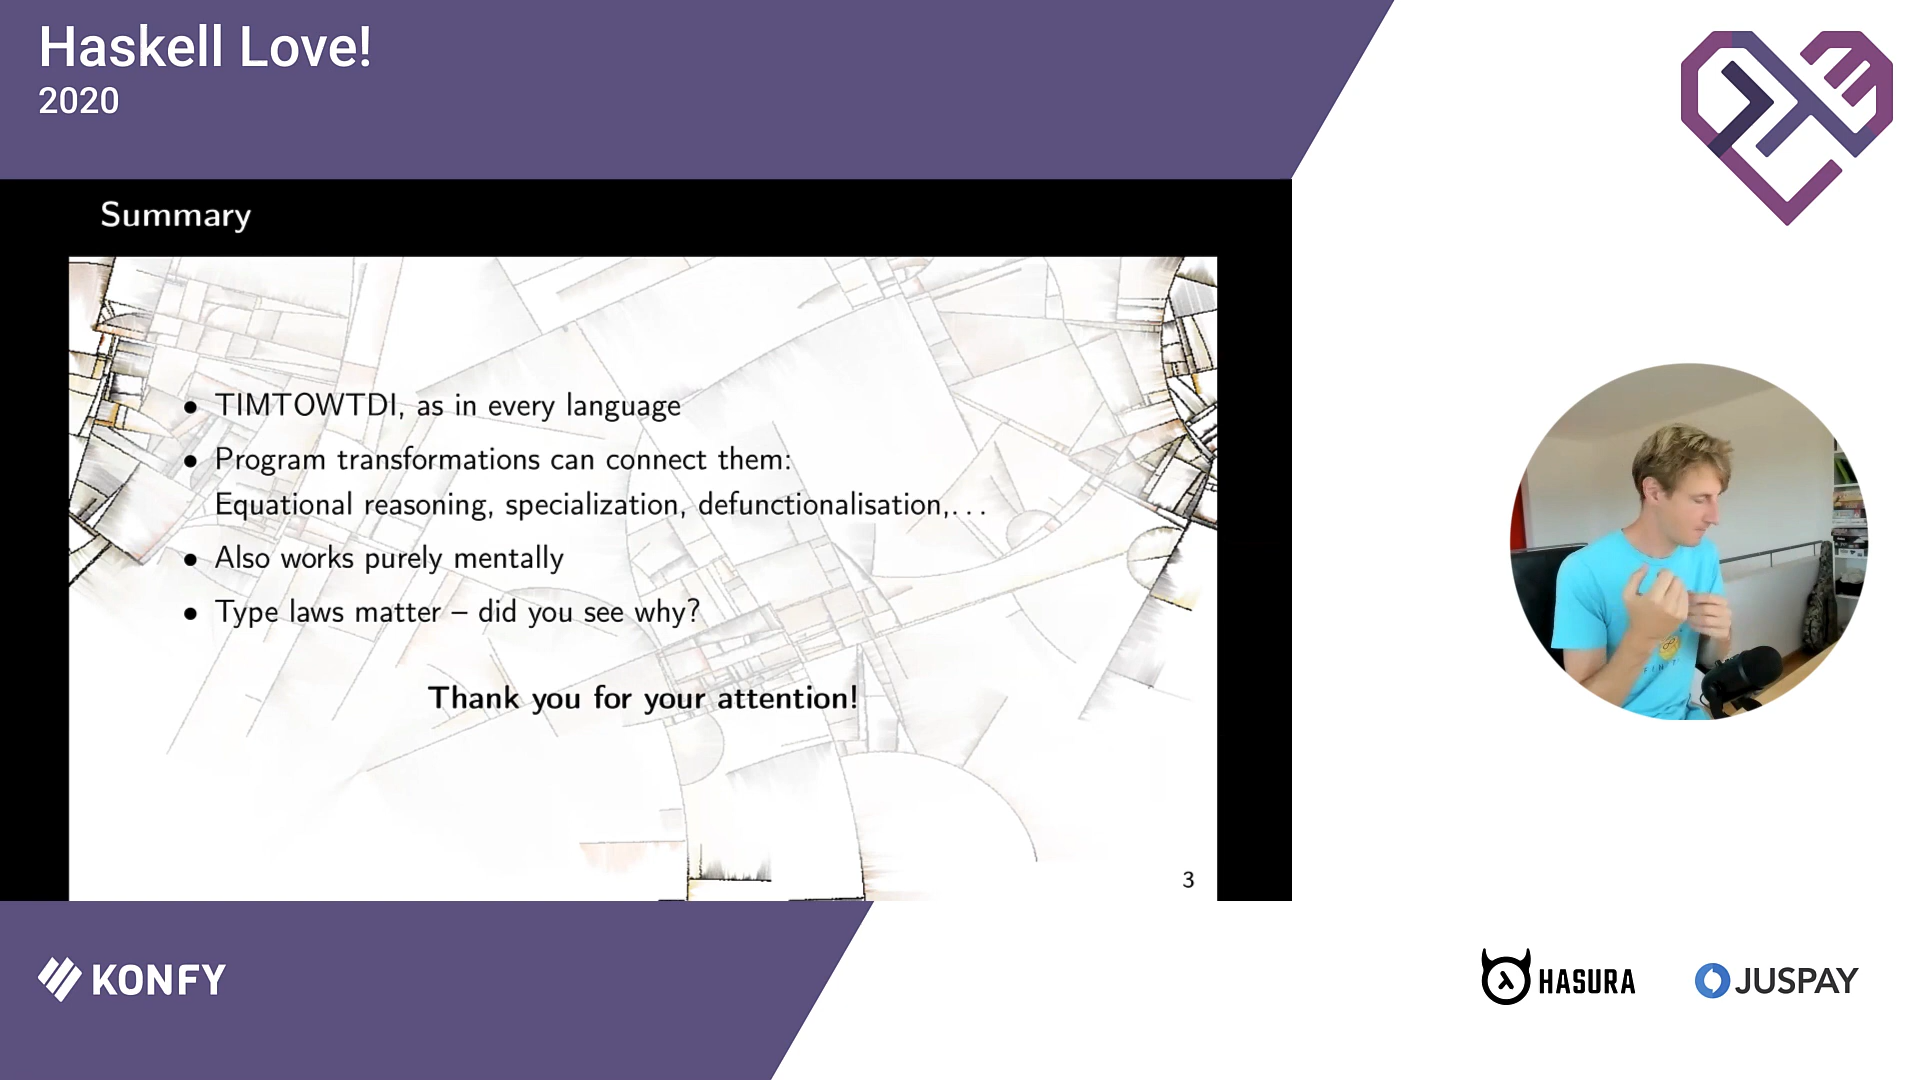 Haskell Love!
2020
Summary
• TIMTOWTDI, as in every language
• Program transformations can connect them:
Equational reasoning, specialization, defunctionalisation,...
• Also works purely mentally
• Type laws matter – did you see why?
Thank you for your attention!
3
KONFY
HASURA
JUSPAY